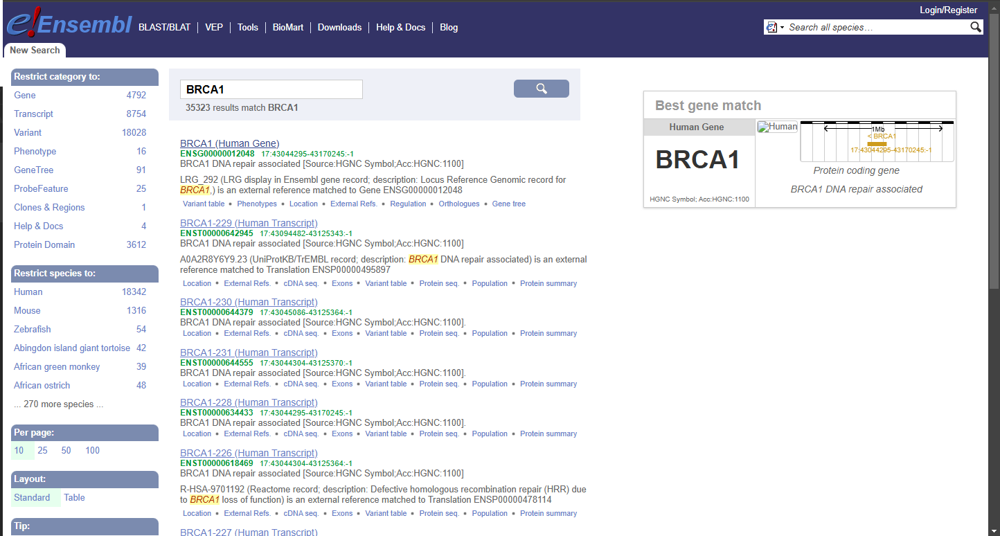 Login/Register
e!Ensembl
BLAST/BLAT | VEP | Tools | BioMart | Downloads | Help & Docs | Blog
Search all species…
New Search
Restrict category to:
Gene 4792
Transcript 8754
Variant 18028
Phenotype 16
GeneTree 91
ProbeFeature 25
Clones & Regions 1
Help & Docs 4
Protein Domain 3612
Restrict species to:
Human 18342
Mouse 1316
Zebrafish 54
Abingdon island giant tortoise 42
African green monkey 39
African ostrich 48
... 270 more species ...
Per page:
10 25 50 100
Layout:
Standard Table
Tip:
BRCA1
35323 results match BRCA1
BRCA1 (Human Gene)
ENSG00000012048 17:43044295-43170245:-1
BRCA1 DNA repair associated [Source:HGNC Symbol;Acc:HGNC:1100]
LRG_292 (LRG display in Ensembl gene record; description: Locus Reference Genomic record for
BRCA1,) is an external reference matched to Gene ENSG00000012048
Variant table • Phenotypes • Location • External Refs. • Regulation • Orthologues • Gene tree
BRCA1-229 (Human Transcript)
ENST00000642945 17:43094482-43125343:-1
BRCA1 DNA repair associated [Source:HGNC Symbol;Acc:HGNC:1100]
A0A2R8Y6Y9.23 (UniProtKB/TrEMBL record; description: BRCA1 DNA repair associated) is an external
reference matched to Translation ENSP00000495897
Location • External Refs. • cDNA seq. • Exons • Variant table • Protein seq. • Population • Protein summary
BRCA1-230 (Human Transcript)
ENST00000644379 17:43045086-43125364:-1
BRCA1 DNA repair associated [Source:HGNC Symbol;Acc:HGNC:1100].
Location • External Refs. • cDNA seq. • Exons • Variant table • Protein seq. • Population • Protein summary
BRCA1-231 (Human Transcript)
ENST00000644555 17:43044304-43125370:-1
BRCA1 DNA repair associated [Source:HGNC Symbol;Acc:HGNC:1100].
Location • External Refs. • cDNA seq. • Exons • Variant table • Protein seq. • Population • Protein summary
BRCA1-228 (Human Transcript)
ENST00000634433 17:43044295-43170245:-1
BRCA1 DNA repair associated [Source:HGNC Symbol;Acc:HGNC:1100].
Location • External Refs. • cDNA seq. • Exons • Variant table • Protein seq. • Population • Protein summary
BRCA1-226 (Human Transcript)
ENST00000618469 17:43044304-43125364:-1
BRCA1 DNA repair associated [Source:HGNC Symbol;Acc:HGNC:1100]
R-HSA-9701192 (Reactome record; description: Defective homologous recombination repair (HRR) due
to BRCA1 loss of function) is an external reference matched to Translation ENSP00000478114
Location • External Refs. • cDNA seq. • Exons • Variant table • Protein seq. • Population • Protein summary
BRCA1-227 (Human Transcript)
Best gene match
Human Gene
BRCA1
HGNC Symbol; Acc:HGNC:1100
Human
1Mb
< BRCA1
17:43044295-43170245:-1
Protein coding gene
BRCA1 DNA repair associated